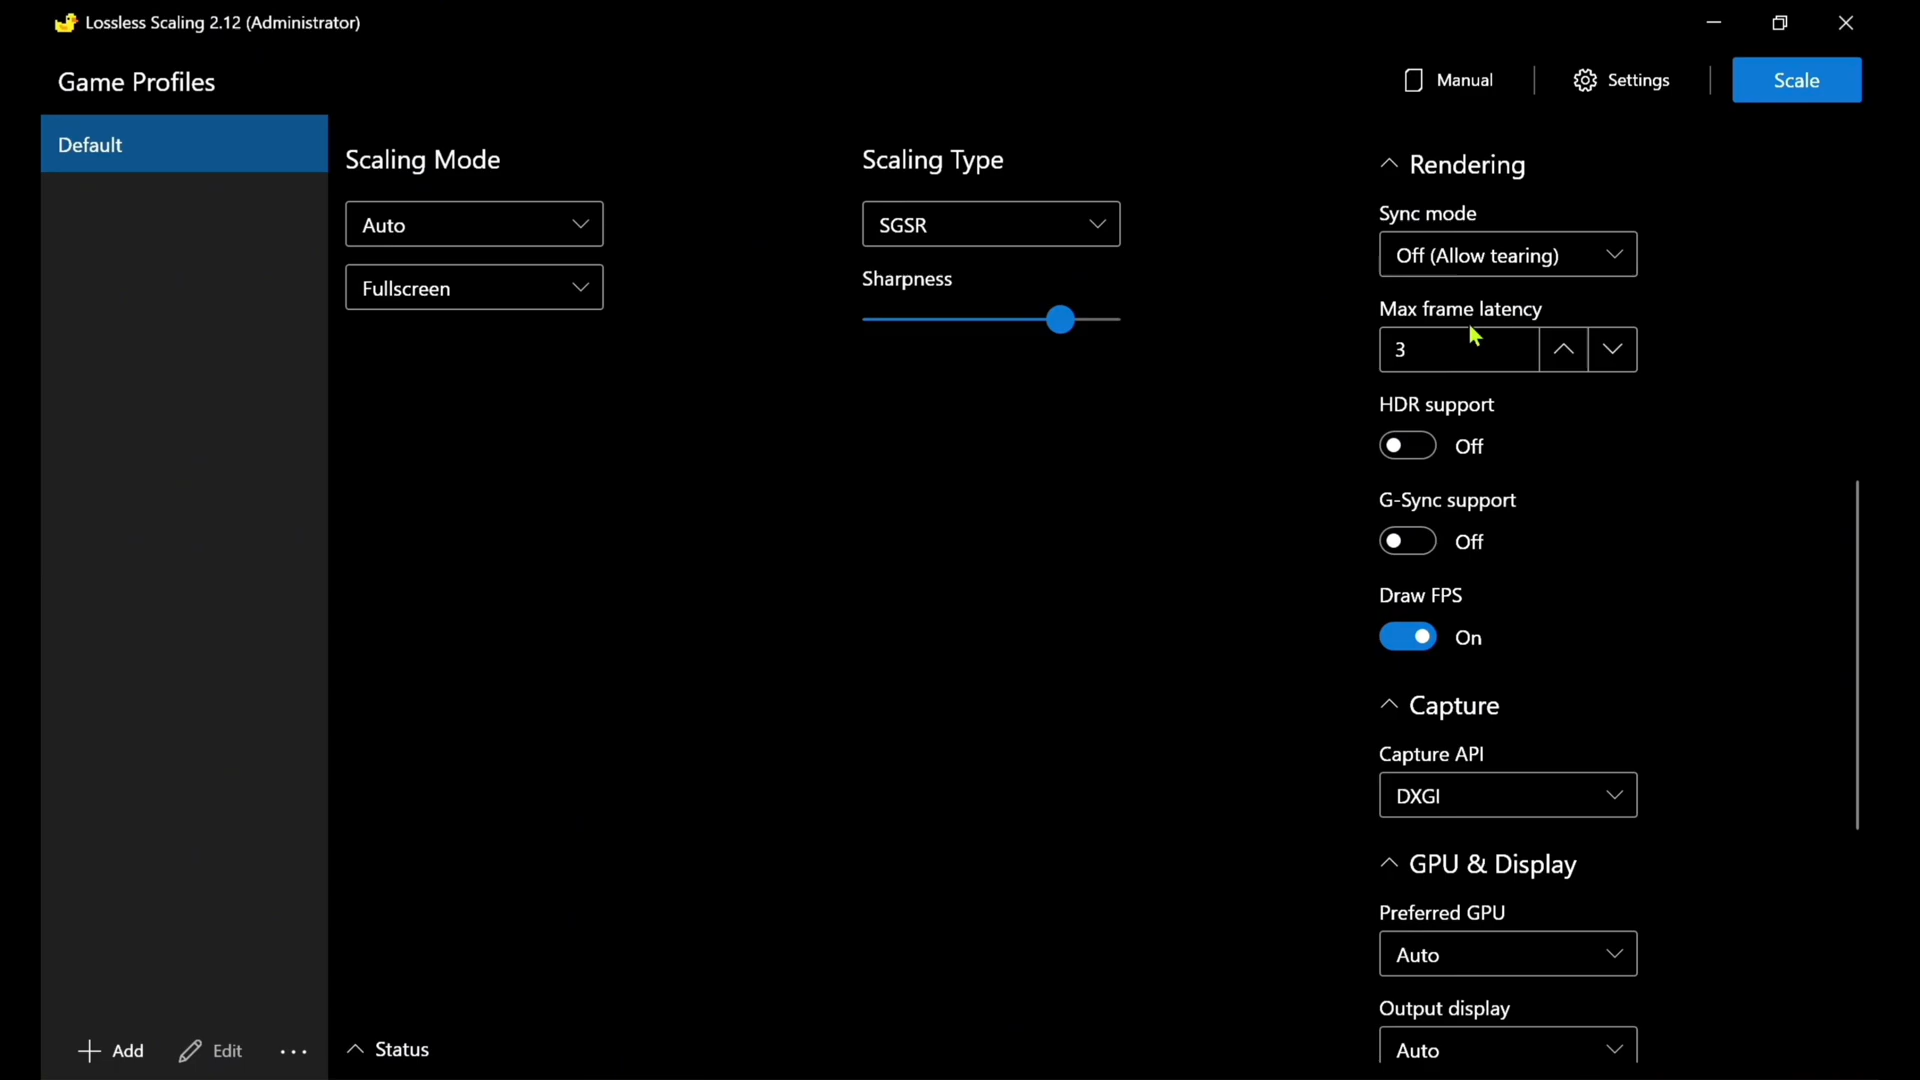 Lossless Scaling 2.12 (Administrator)
Game Profiles
Manual
Settings
Scale
Default
Scaling Mode
Auto
Fullscreen
Scaling Type
SGSR
Sharpness
Rendering
Sync mode
Off (Allow tearing)
Max frame latency
3
HDR support
Off
G-Sync support
Off
Draw FPS
On
Capture
Capture API
DXGI
GPU & Display
Preferred GPU
Auto
Output display
Auto
Add
Edit
Status